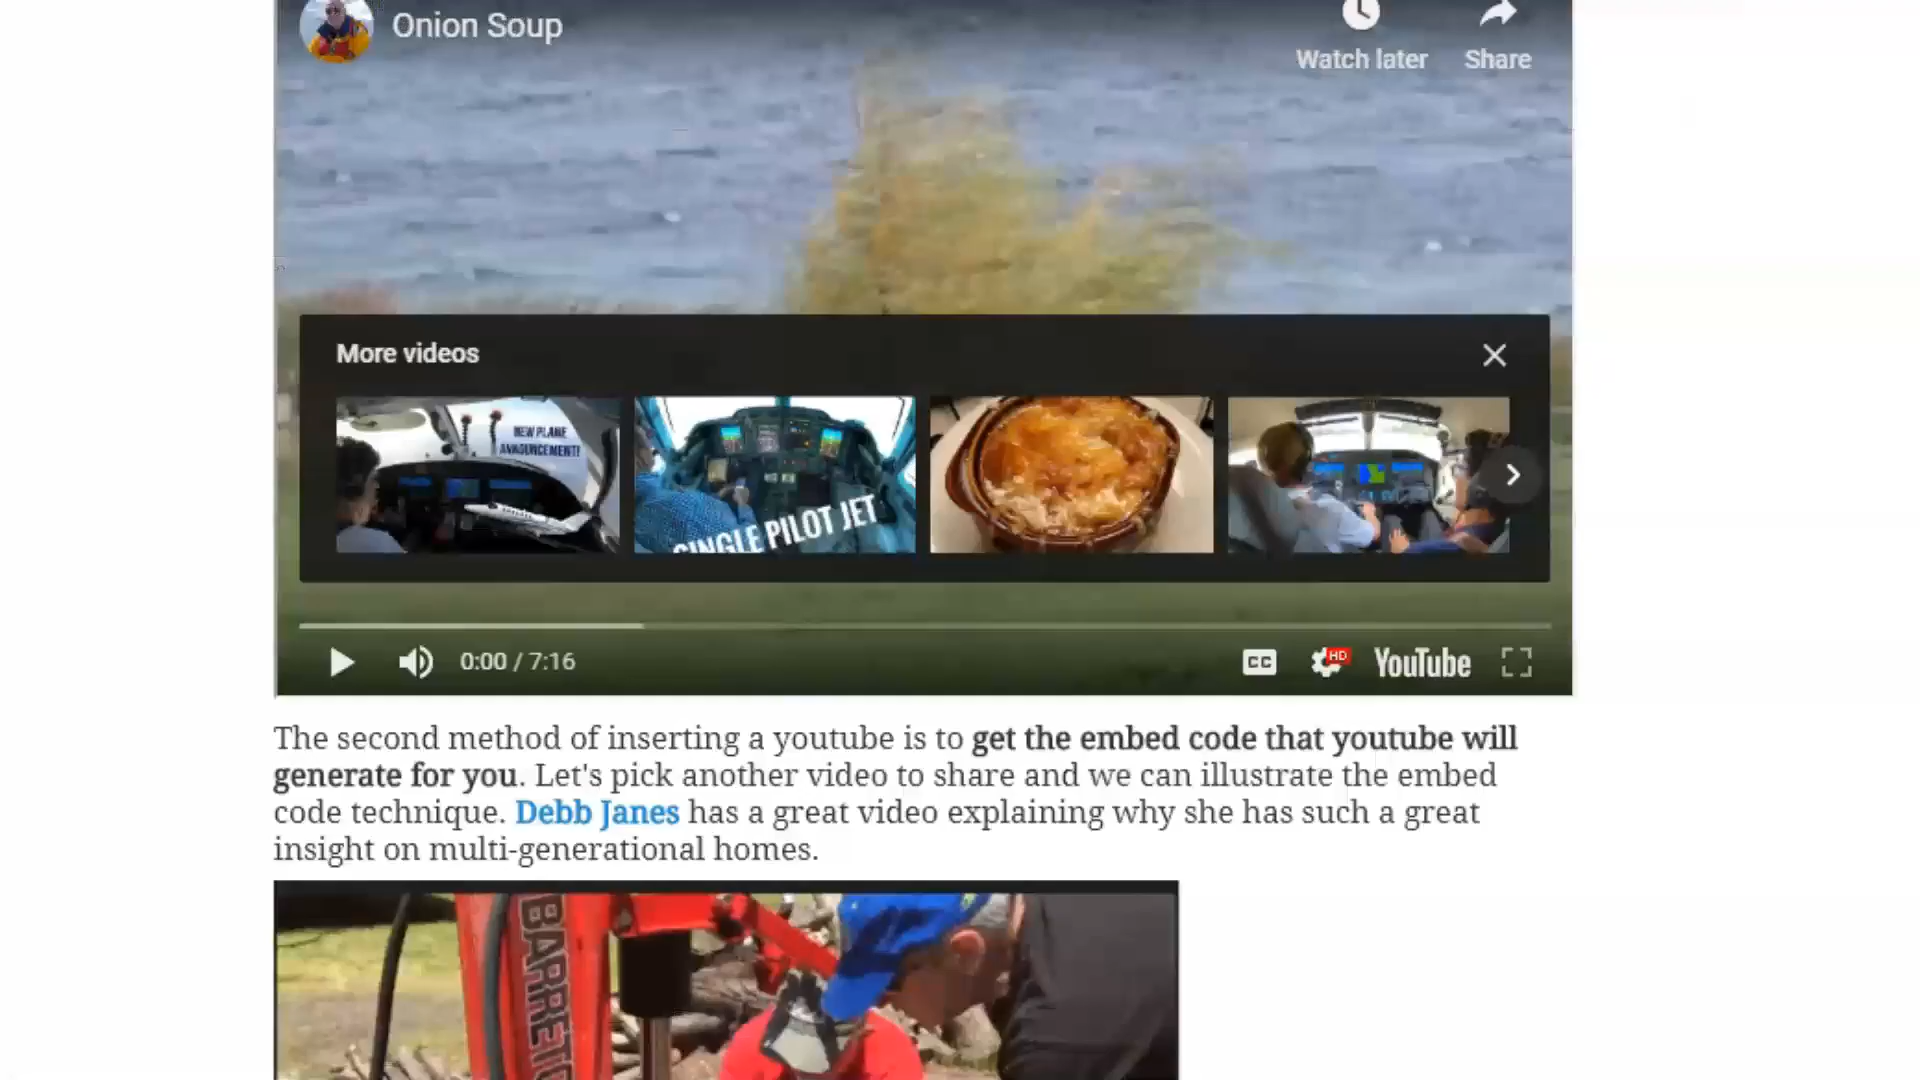 Onion Soup
Watch later
Share
More videos
NEW PLANE
ANNOUNCEMENT!
SINGLE PILOT JET
0:00 / 7:16
CC
HD
YouTube
The second method of inserting a youtube is to get the embed code that youtube will
generate for you. Let's pick another video to share and we can illustrate the embed
code technique. Debb Janes has a great video explaining why she has such a great
insight on multi-generational homes.
BARRETO